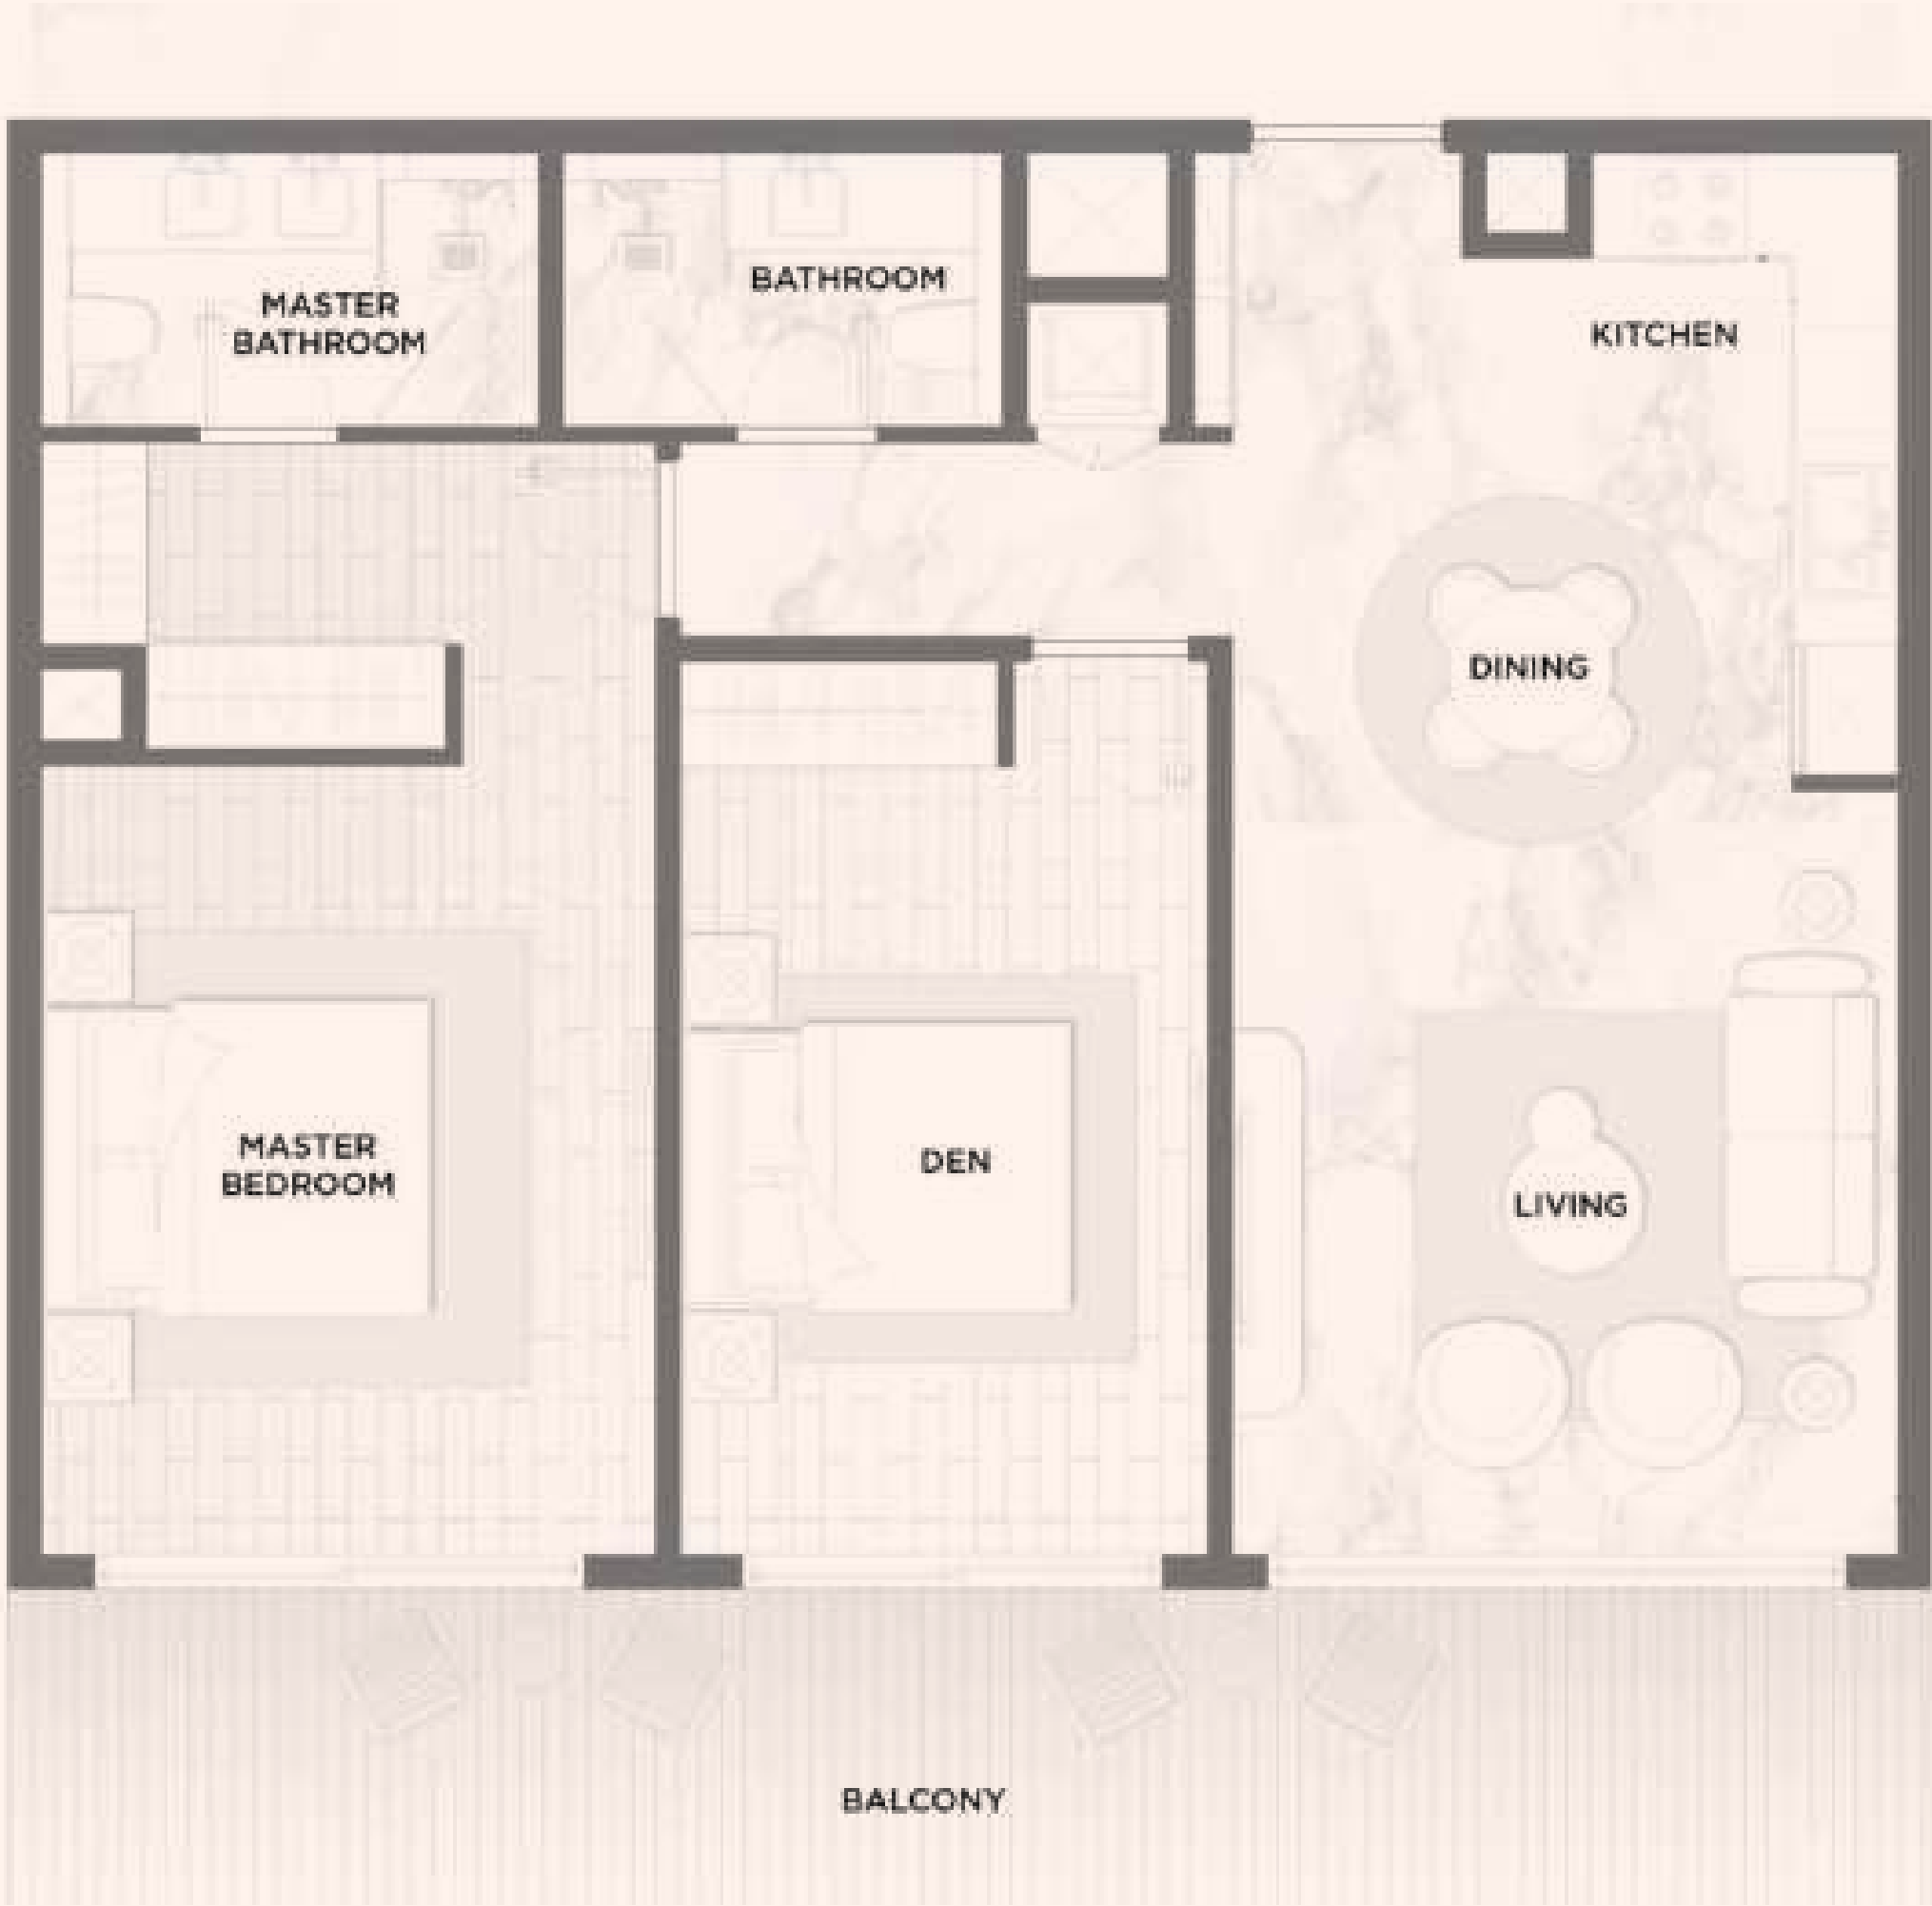 MASTER
BATHROOM
BATHROOM
KITCHEN
DINING
MASTER
BEDROOM
DEN
LIVING
BALCONY